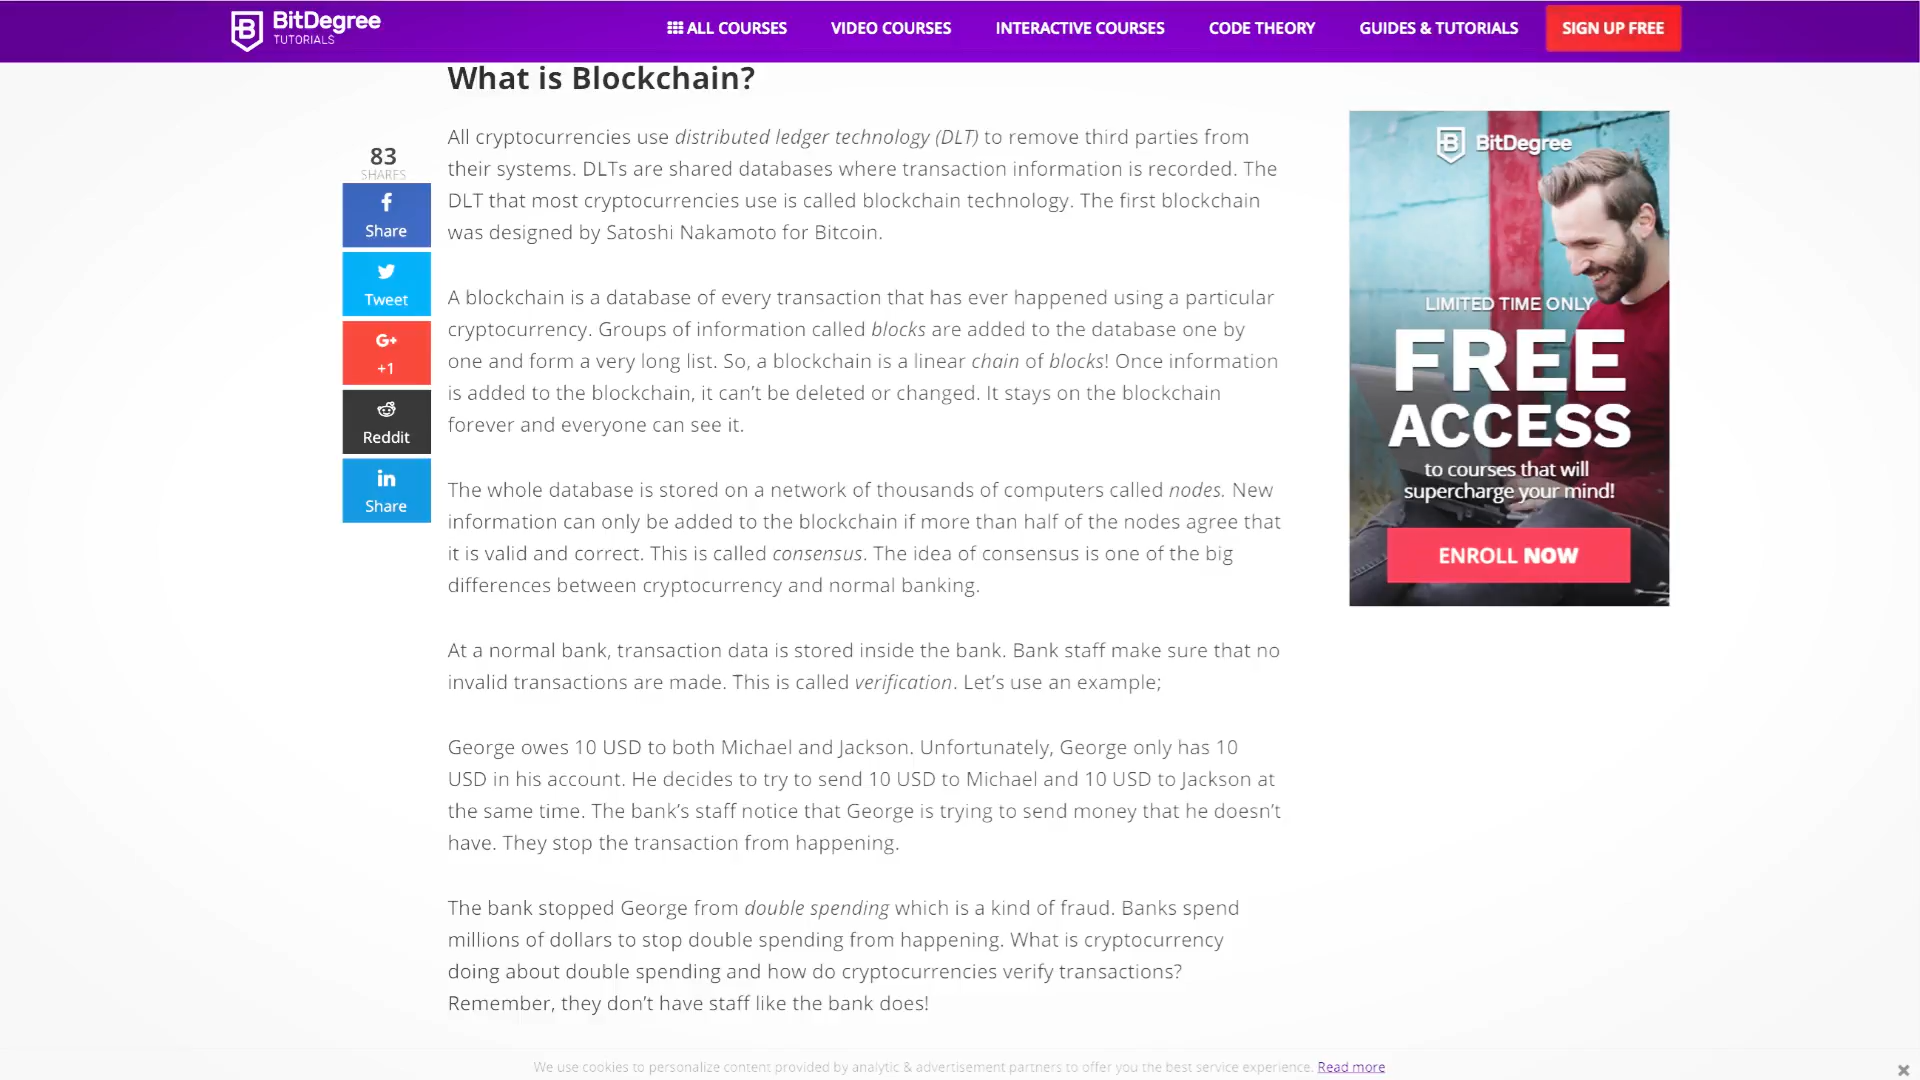 BitDegree
TUTORIALS
ALL COURSES
VIDEO COURSES
INTERACTIVE COURSES
CODE THEORY
GUIDES & TUTORIALS
SIGN UP FREE
What is Blockchain?
All cryptocurrencies use distributed ledger technology (DLT) to remove third parties from
their systems. DLTs are shared databases where transaction information is recorded. The
DLT that most cryptocurrencies use is called blockchain technology. The first blockchain
was designed by Satoshi Nakamoto for Bitcoin.
A blockchain is a database of every transaction that has ever happened using a particular
cryptocurrency. Groups of information called blocks are added to the database one by
one and form a very long list. So, a blockchain is a linear chain of blocks! Once information
is added to the blockchain, it can’t be deleted or changed. It stays on the blockchain
forever and everyone can see it.
The whole database is stored on a network of thousands of computers called nodes. New
information can only be added to the blockchain if more than half of the nodes agree that
it is valid and correct. This is called consensus. The idea of consensus is one of the big
differences between cryptocurrency and normal banking.
At a normal bank, transaction data is stored inside the bank. Bank staff make sure that no
invalid transactions are made. This is called verification. Let’s use an example;
George owes 10 USD to both Michael and Jackson. Unfortunately, George only has 10
USD in his account. He decides to try to send 10 USD to Michael and 10 USD to Jackson at
the same time. The bank’s staff notice that George is trying to send money that he doesn’t
have. They stop the transaction from happening.
The bank stopped George from double spending which is a kind of fraud. Banks spend
millions of dollars to stop double spending from happening. What is cryptocurrency
doing about double spending and how do cryptocurrencies verify transactions?
Remember, they don’t have staff like the bank does!
83
SHARES
Share
Tweet
G+
+1
Reddit
in
Share
BitDegree
LIMITED TIME ONLY
FREE
ACCESS
to courses that will
supercharge your mind!
ENROLL NOW
We use cookies to personalize content provided by analytic & advertisement partners to offer you the best service experience. Read more